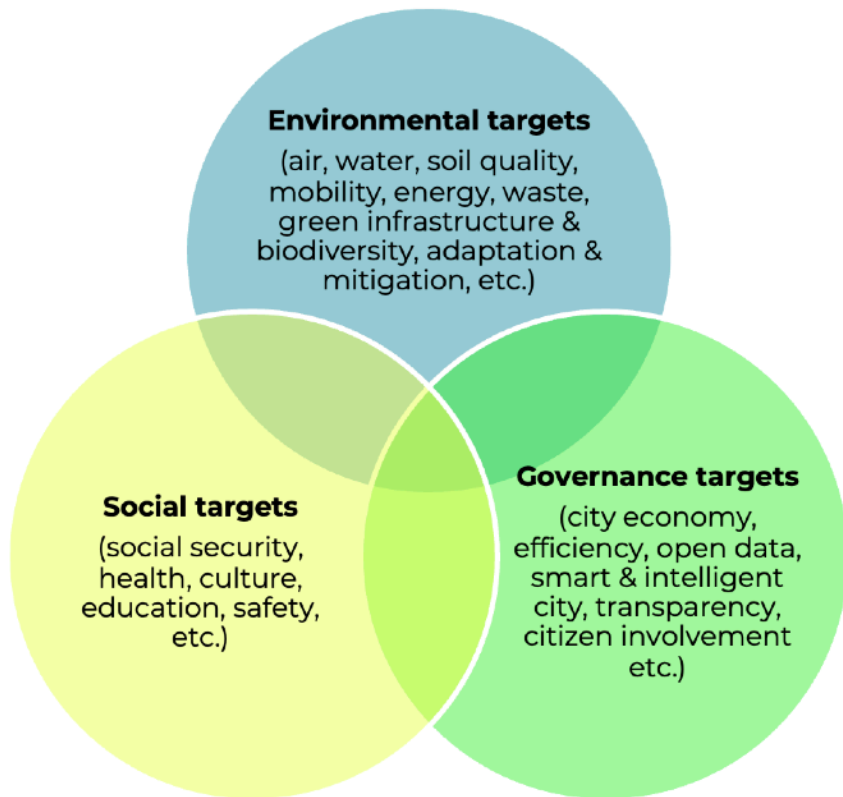 Environmental targets
(air, water, soil quality,
mobility, energy, waste,
green infrastructure &
biodiversity, adaptation &
mitigation, etc.)
Social targets
(social security,
health, culture,
education, safety,
etc.)
Governance targets
(city economy,
efficiency, open data,
smart & intelligent
city, transparency,
citizen involvement
etc.)